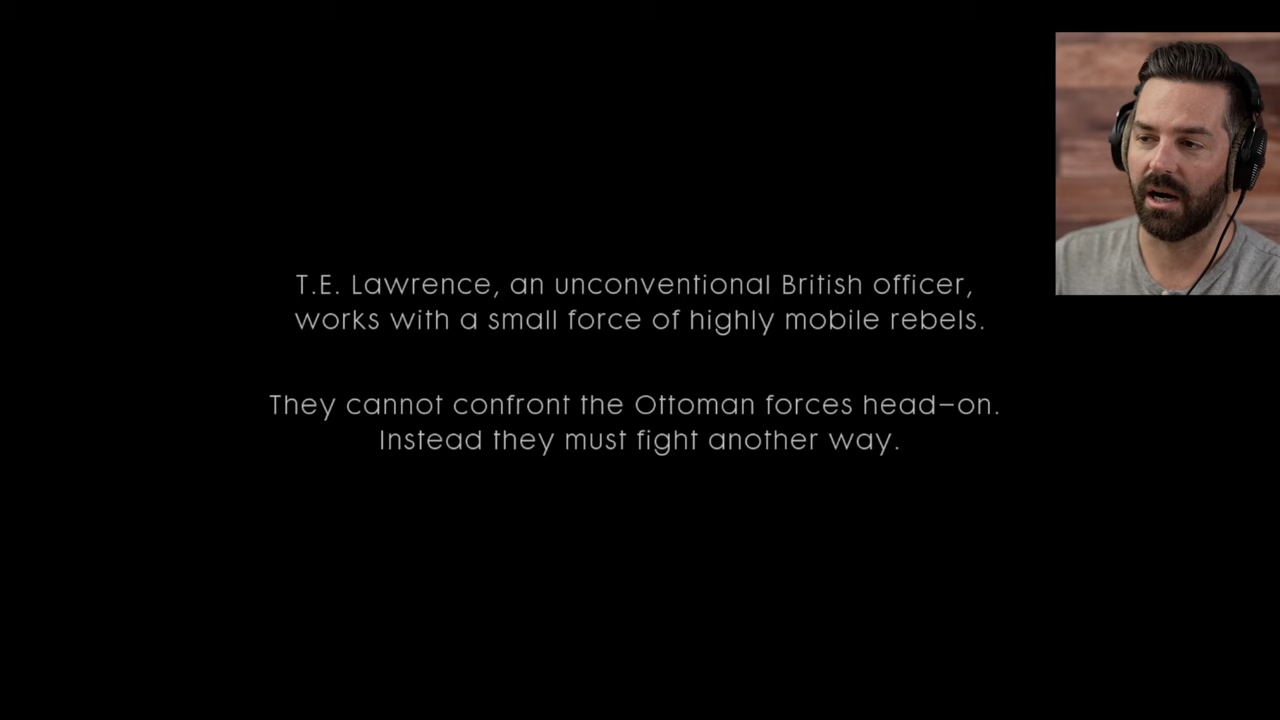 T.E. Lawrence, an unconventional British officer,
works with a small force of highly mobile rebels.
They cannot confront the Ottoman forces head-on.
Instead they must fight another way.